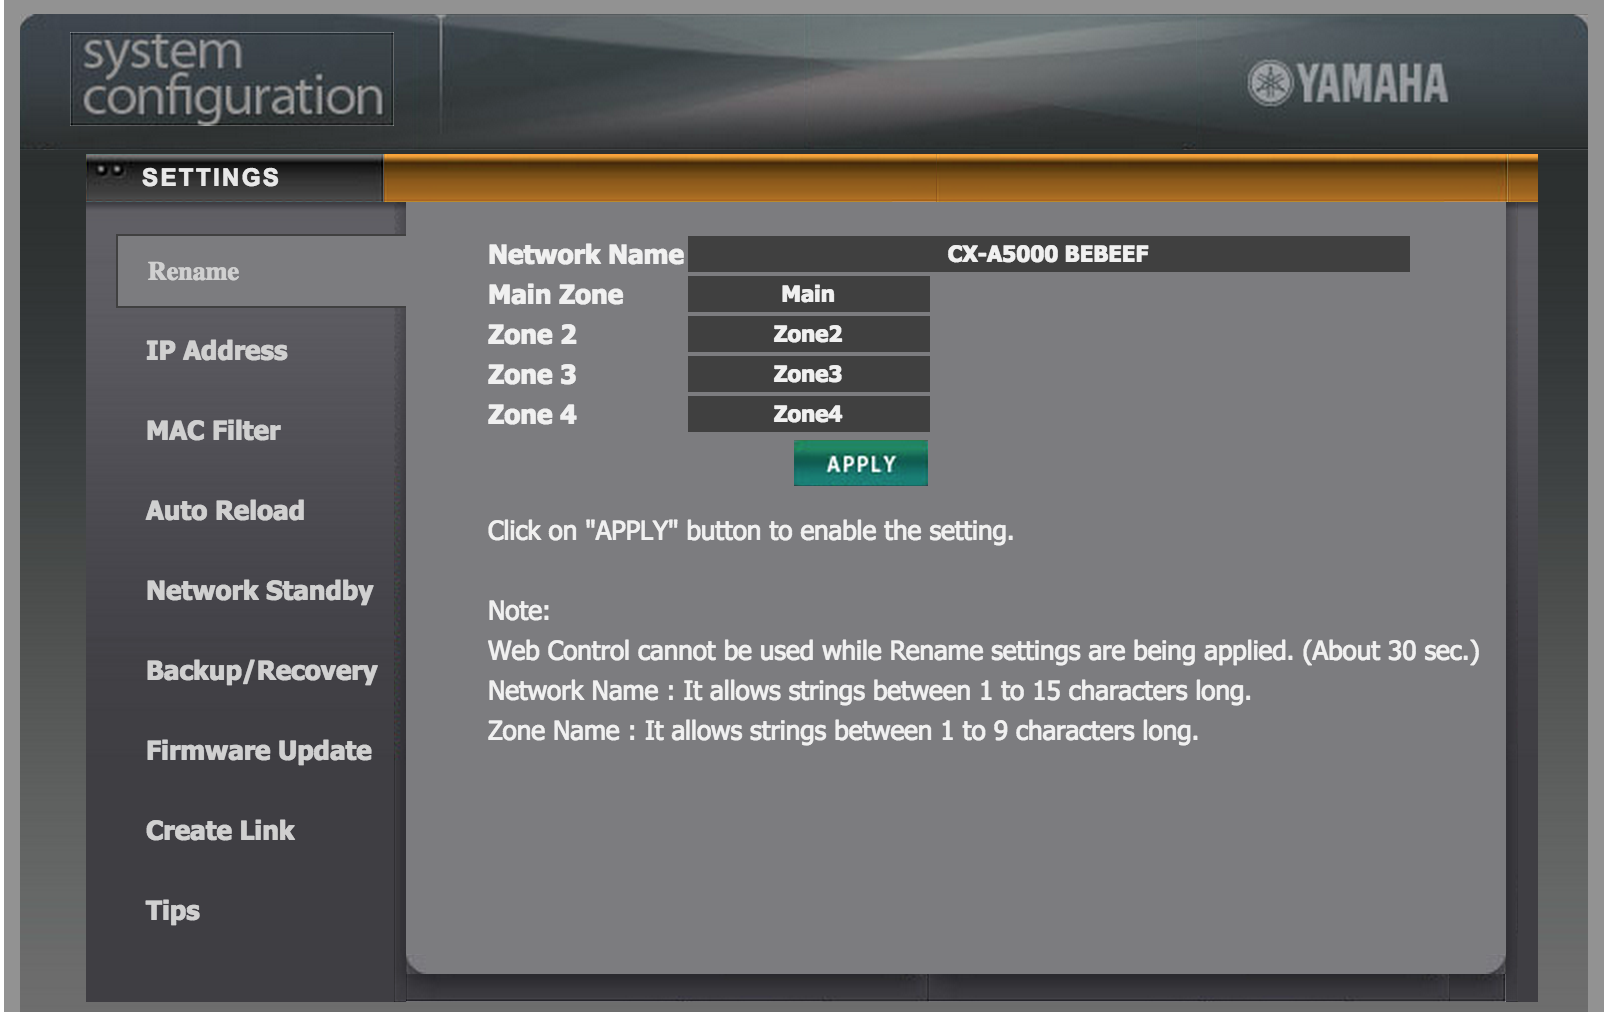 system
configuration
YAMAHA
SETTINGS
Rename
IP Address
MAC Filter
Auto Reload
Network Standby
Backup/Recovery
Firmware Update
Create Link
Tips
Network Name CX-A5000 BEBEEF
Main Zone Main
Zone 2 Zone2
Zone 3 Zone3
Zone 4 Zone4
APPLY
Click on "APPLY" button to enable the setting.
Note:
Web Control cannot be used while Rename settings are being applied. (About 30 sec.)
Network Name : It allows strings between 1 to 15 characters long.
Zone Name : It allows strings between 1 to 9 characters long.